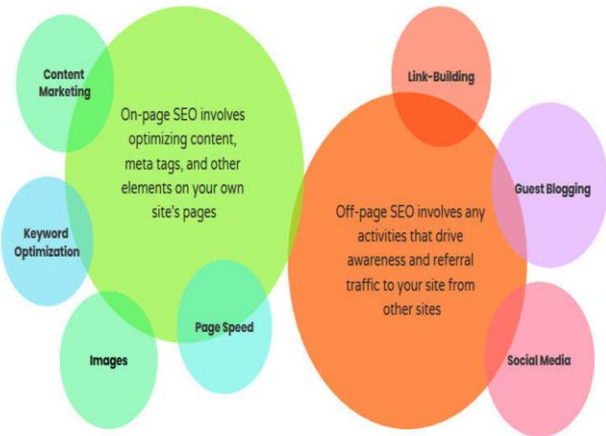 Content
Marketing
On-page SEO involves
optimizing content,
meta tags, and other
elements on your own
site's pages
Keyword
Optimization
Images
Page Speed
Link-Building
Guest Blogging
Off-page SEO involves any
activities that drive
awareness and referral
traffic to your site from
other sites
Social Media